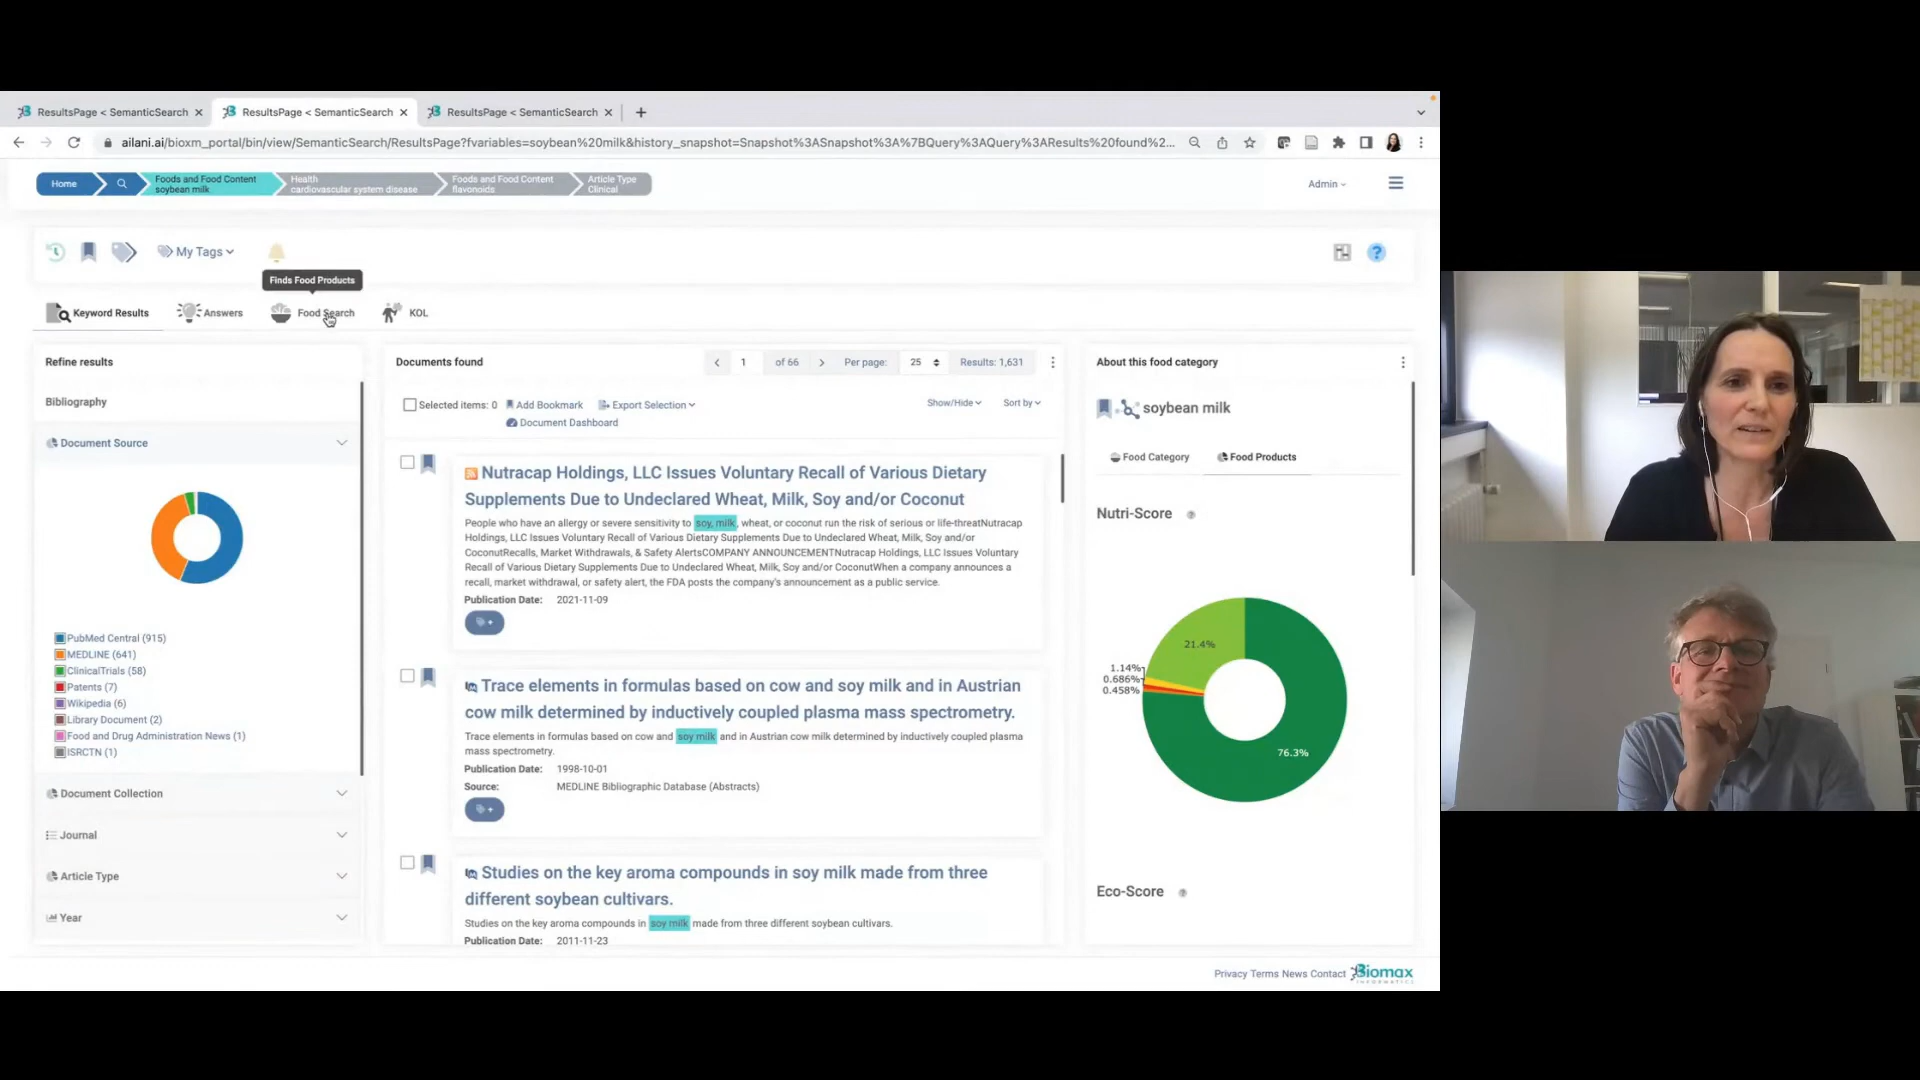 ResultsPage < SemanticSearch
ResultsPage < SemanticSearch
ResultsPage < SemanticSearch
ailani.ai/bioxm_portal/bin/view/SemanticSearch/ResultsPage?fvariables=soybean%20milk&history_snapshot=Snapshot%3ASnapshot%3A%7BQuery%3AQuery%3AResults%20found%2...
Home
Foods and Food Content
soybean milk
Health
cardiovascular system disease
Foods and Food Content
flavonoids
Article Type
Clinical
Admin
My Tags
?
Finds Food Products
Keyword Results
Answers
Food Search
KOL
Refine results
Bibliography
Document Source
PubMed Central (915)
MEDLINE (641)
ClinicalTrials (58)
Patents (7)
Wikipedia (6)
Library Document (2)
Food and Drug Administration News (1)
ISRCTN (1)
Document Collection
Journal
Article Type
Year
Documents found
1 of 66 Per page: 25 Results: 1,631
Selected items: 0 Add Bookmark Export Selection
Document Dashboard
Show/Hide Sort by
Nutracap Holdings, LLC Issues Voluntary Recall of Various Dietary
Supplements Due to Undeclared Wheat, Milk, Soy and/or Coconut
People who have an allergy or severe sensitivity to soy, milk, wheat, or coconut run the risk of serious or life-threatNutracap
Holdings, LLC Issues Voluntary Recall of Various Dietary Supplements Due to Undeclared Wheat, Milk, Soy and/or
CoconutRecalls, Market Withdrawals, & Safety AlertsCOMPANY ANNOUNCEMENTNutracap Holdings, LLC Issues Voluntary
Recall of Various Dietary Supplements Due to Undeclared Wheat, Milk, Soy and/or CoconutWhen a company announces a
recall, market withdrawal, or safety alert, the FDA posts the company's announcement as a public service.
Publication Date: 2021-11-09
Trace elements in formulas based on cow and soy milk and in Austrian
cow milk determined by inductively coupled plasma mass spectrometry.
Trace elements in formulas based on cow and soy milk and in Austrian cow milk determined by inductively coupled plasma
mass spectrometry.
Publication Date: 1998-10-01
Source: MEDLINE Bibliographic Database (Abstracts)
Studies on the key aroma compounds in soy milk made from three
different soybean cultivars.
Studies on the key aroma compounds in soy milk made from three different soybean cultivars.
Publication Date: 2011-11-23
About this food category
soybean milk
Food Category
Food Products
Nutri-Score
21.4%
1.14%
0.686%
0.458%
76.3%
Eco-Score
Privacy Terms News Contact Biomax
INFORMATICS